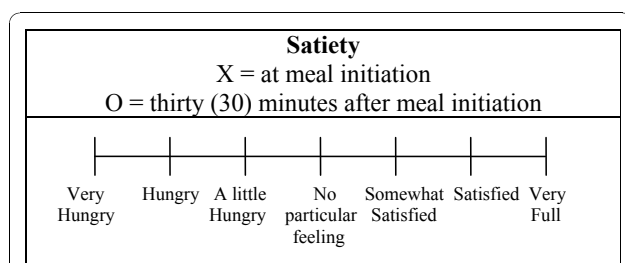 Satiety
X = at meal initiation
O = thirty (30) minutes after meal initiation
Very Hungry A little No Somewhat Satisfied Very
Hungry Hungry particular Satisfied Full
feeling